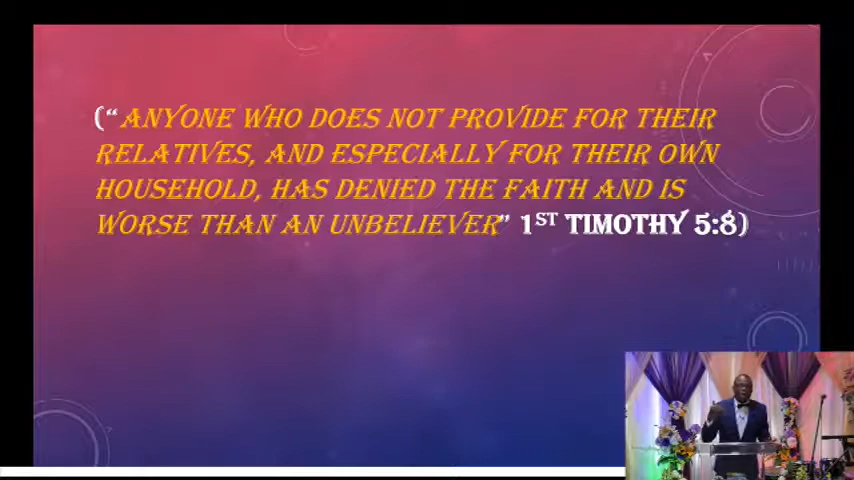 (“ANYONE WHO DOES NOT PROVIDE FOR THEIR
RELATIVES, AND ESPECIALLY FOR THEIR OWN
HOUSEHOLD, HAS DENIED THE FAITH AND IS
WORSE THAN AN UNBELIEVER” 1ST TIMOTHY 5:8)